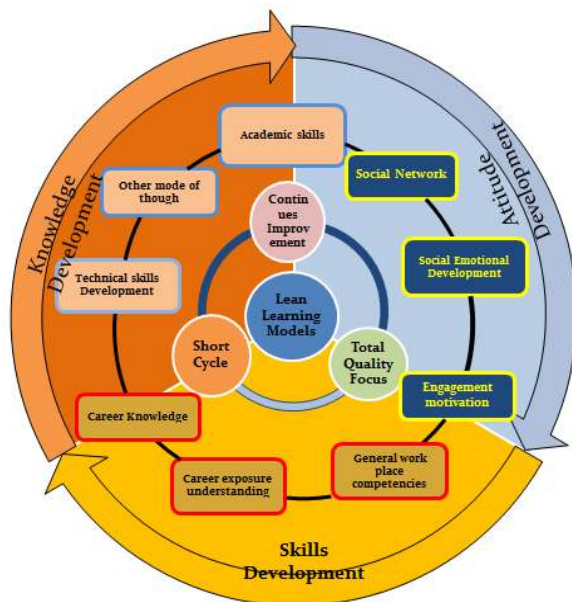 Academic skills
Other mode of
though
Technical skills
Development
Social Network
Social Emotional
Development
Engagement
motivation
General work
place
competencies
Career exposure
understanding
Career Knowledge
Contin
ues
Improv
ement
Short
Cycle
Total
Quality
Focus
Lean
Learning
Models
Knowledge
Development
Attitude
Development
Skills
Development